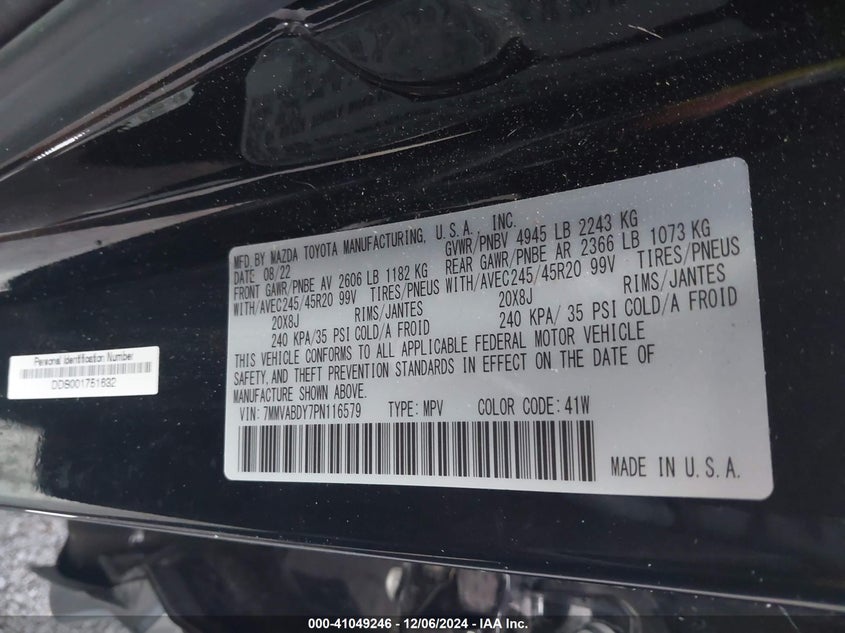 MFD. BY MAZDA TOYOTA MANUFACTURING, U.S.A., INC.
DATE 08/22 GVWR/PNBV 4945 LB 2243 KG
FRONT GAWR/PNBE AV 2606 LB 1182 KG REAR GAWR/PNBE AR 2366 LB 1073 KG
WITH/AVEC245/45R20 99V TIRES/PNEUS WITH/AVEC245/45R20 99V TIRES/PNEUS
20X8J RIMS/JANTES 20X8J RIMS/JANTES
240 KPA/35 PSI COLD/A FROID 240 KPA/ 35 PSI COLD/A FROID
THIS VEHICLE CONFORMS TO ALL APPLICABLE FEDERAL MOTOR VEHICLE
SAFETY, AND THEFT PREVENTION STANDARDS IN EFFECT ON THE DATE OF
MANUFACTURE SHOWN ABOVE.
VIN: 7MMVABDY7PN116579 TYPE: MPV COLOR CODE: 41W
MADE IN U.S.A.
Personal Identification Number
DDB001751632
000-41049246 - 12/06/2024 - IAA Inc.